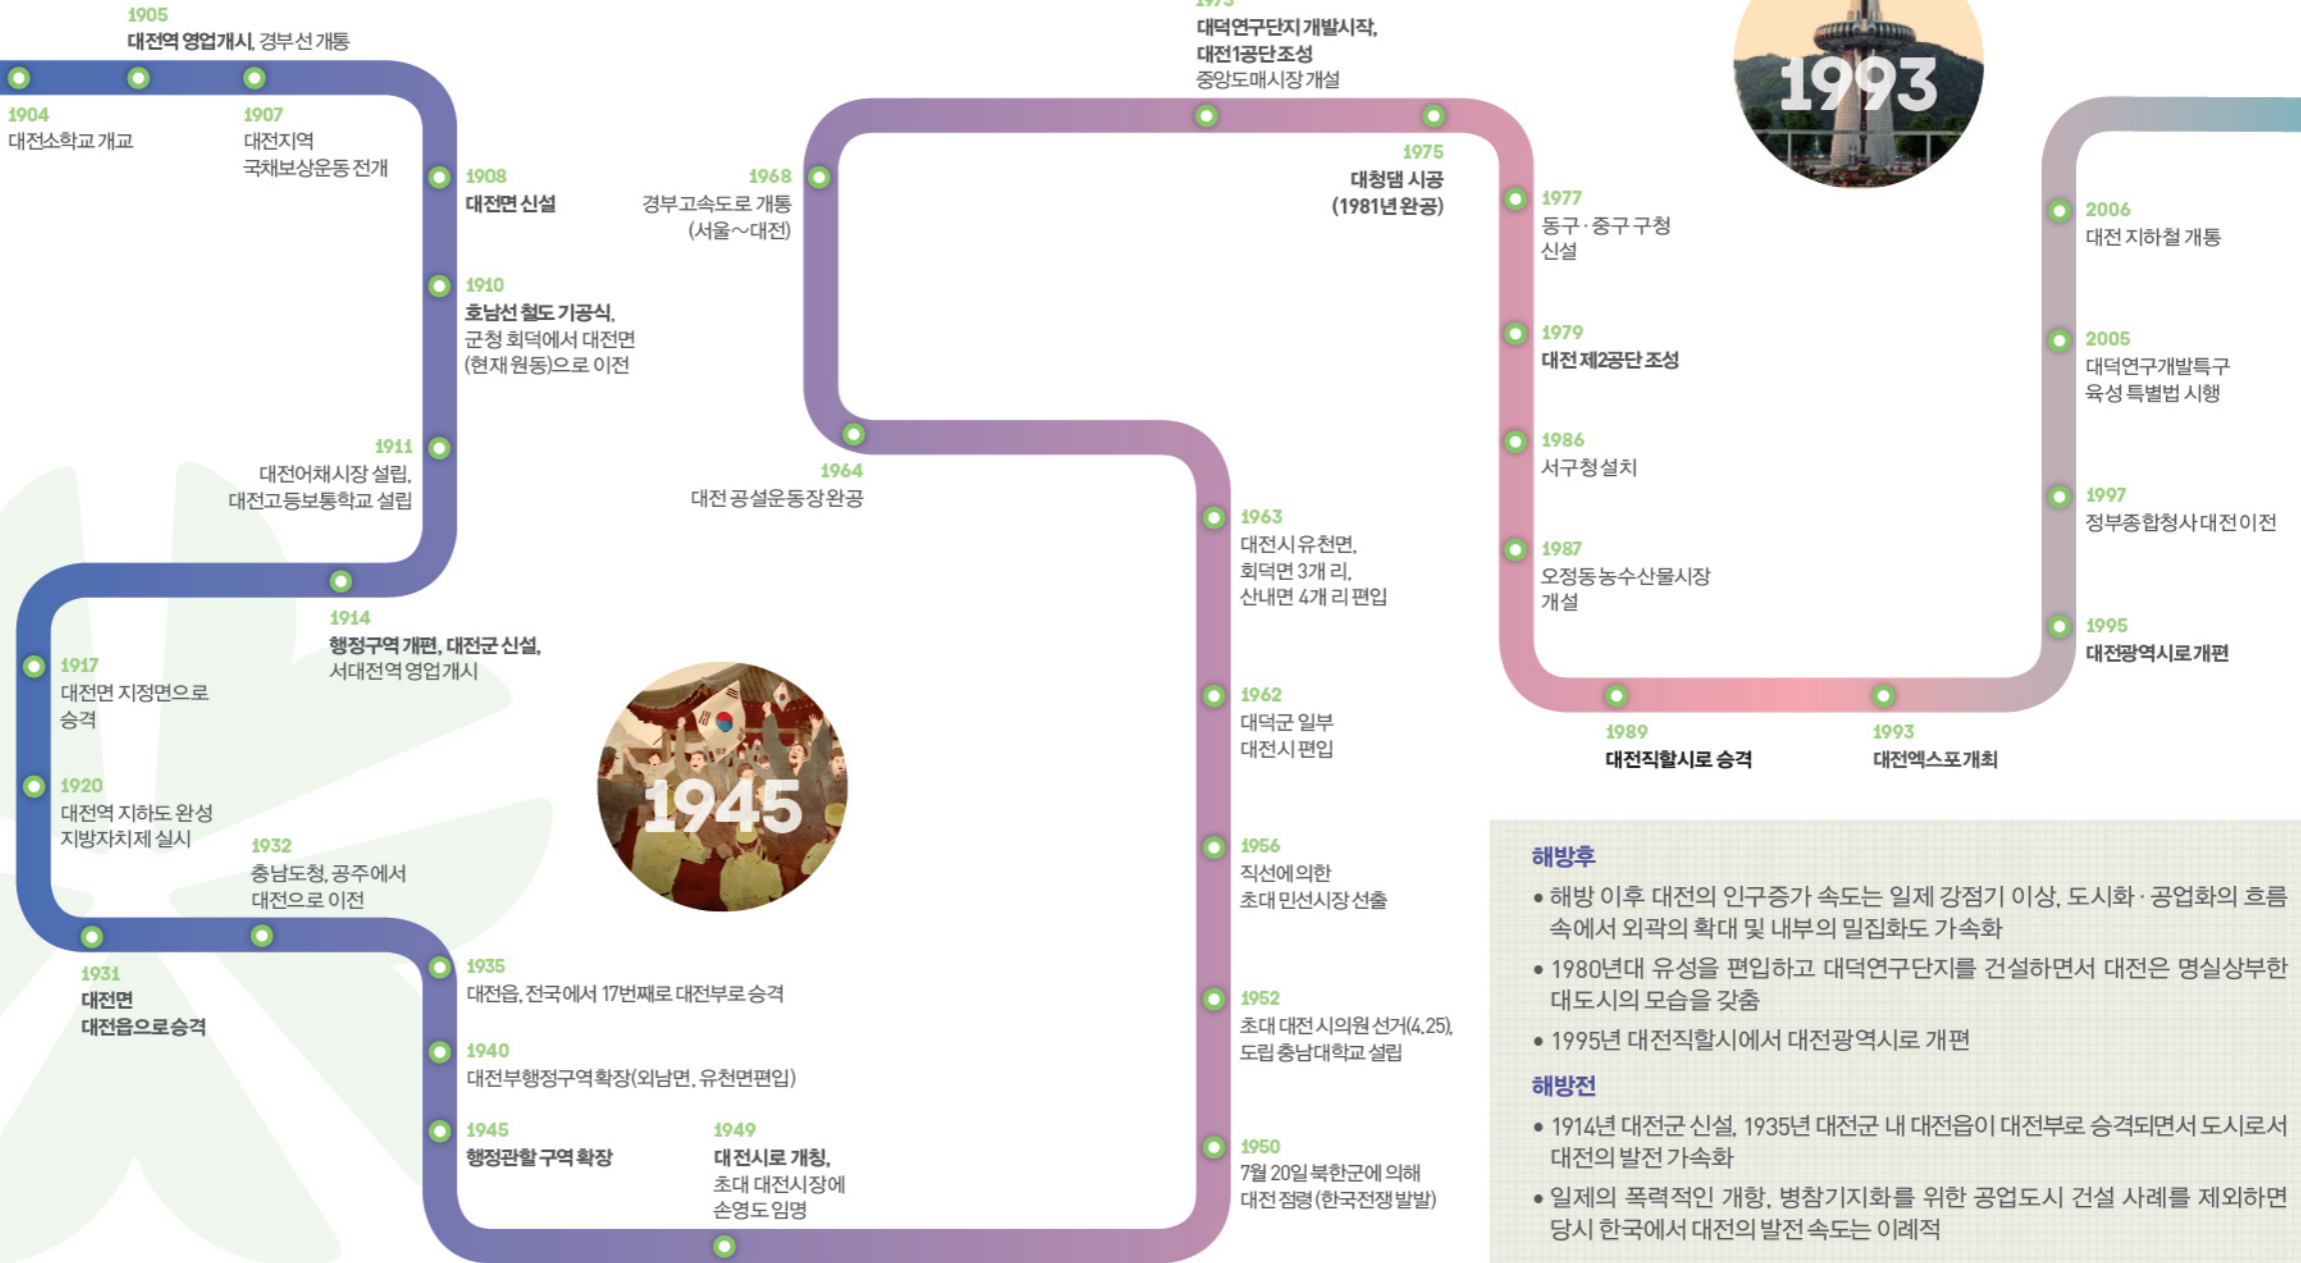 1904
대전소학교 개교
1905
대전역 영업개시, 경부선 개통
1907
대전지역
국채보상운동 전개
1908
대전면 신설
1910
호남선 철도 기공식,
군청 회덕에서 대전면
(현재 원동)으로 이전
1911
대전어채시장 설립,
대전고등보통학교 설립
1914
행정구역 개편, 대전군 신설,
서대전역 영업개시
1917
대전면 지정면으로
승격
1920
대전역 지하도 완성
지방자치제 실시
1931
대전면
대전읍으로 승격
1932
충남도청, 공주에서
대전으로 이전
1935
대전읍, 전국에서 17번째로 대전부로 승격
1940
대전부행정구역확장(외남면, 유천면편입)
1945
행정관할 구역 확장
1945
1949
대전시로 개칭,
초대 대전시장에
손영도 임명
1950
7월 20일 북한군에 의해
대전 점령 (한국전쟁 발발)
1952
초대 대전 시의원 선거(4.25),
도립 충남대학교 설립
1956
직선에 의한
초대 민선시장 선출
1962
대덕군 일부
대전시 편입
1963
대전시 유천면,
회덕면 3개 리,
산내면 4개 리 편입
1964
대전 공설운동장 완공
1968
경부고속도로 개통
(서울~대전)
1973
대덕연구단지 개발시작,
대전1공단 조성
중앙도매시장 개설
1975
대청댐 시공
(1981년 완공)
1977
동구 · 중구 구청
신설
1979
대전 제2공단 조성
1986
서구청 설치
1987
오정동 농수산물시장
개설
1989
대전직할시로 승격
1993
대전엑스포 개최
1993
1995
대전광역시로 개편
1997
정부종합청사 대전 이전
2005
대덕연구개발특구
육성 특별법 시행
2006
대전 지하철 개통
해방후
• 해방 이후 대전의 인구증가 속도는 일제 강점기 이상, 도시화 · 공업화의 흐름
속에서 외곽의 확대 및 내부의 밀집화도 가속화
• 1980년대 유성을 편입하고 대덕연구단지를 건설하면서 대전은 명실상부한
대도시의 모습을 갖춤
• 1995년 대전직할시에서 대전광역시로 개편
해방전
• 1914년 대전군 신설, 1935년 대전군 내 대전읍이 대전부로 승격되면서 도시로서
대전의 발전 가속화
• 일제의 폭력적인 개항, 병참기지화를 위한 공업도시 건설 사례를 제외하면
당시 한국에서 대전의 발전 속도는 이례적